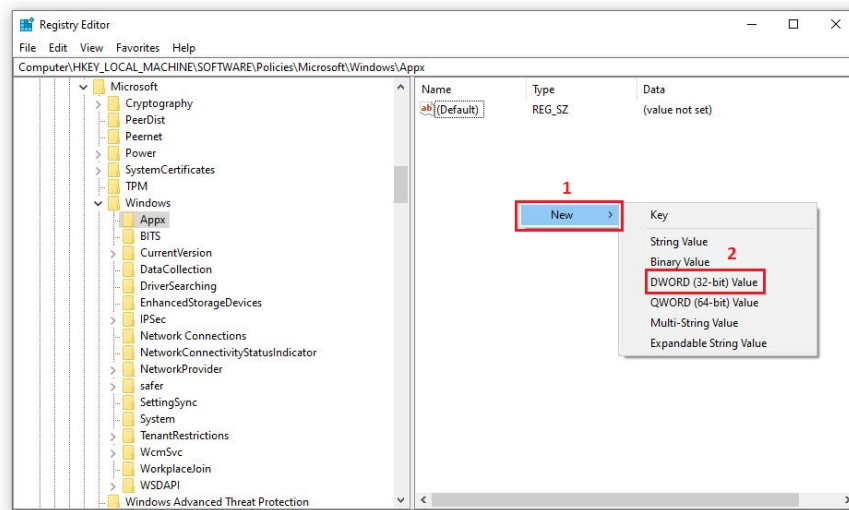 Registry Editor
File Edit View Favorites Help
Computer\HKEY_LOCAL_MACHINE\SOFTWARE\Policies\Microsoft\Windows\Appx
Microsoft
Cryptography
PeerDist
Peernet
Power
SystemCertificates
TPM
Windows
Appx
BITS
CurrentVersion
DataCollection
DriverSearching
EnhancedStorageDevices
IPSec
Network Connections
NetworkConnectivityStatusIndicator
NetworkProvider
safer
SettingSync
System
TenantRestrictions
WcmSvc
WorkplaceJoin
WSDAPI
Windows Advanced Threat Protection
Name Type Data
ab (Default) REG_SZ (value not set)
1
New
Key
String Value
Binary Value
2
DWORD (32-bit) Value
QWORD (64-bit) Value
Multi-String Value
Expandable String Value